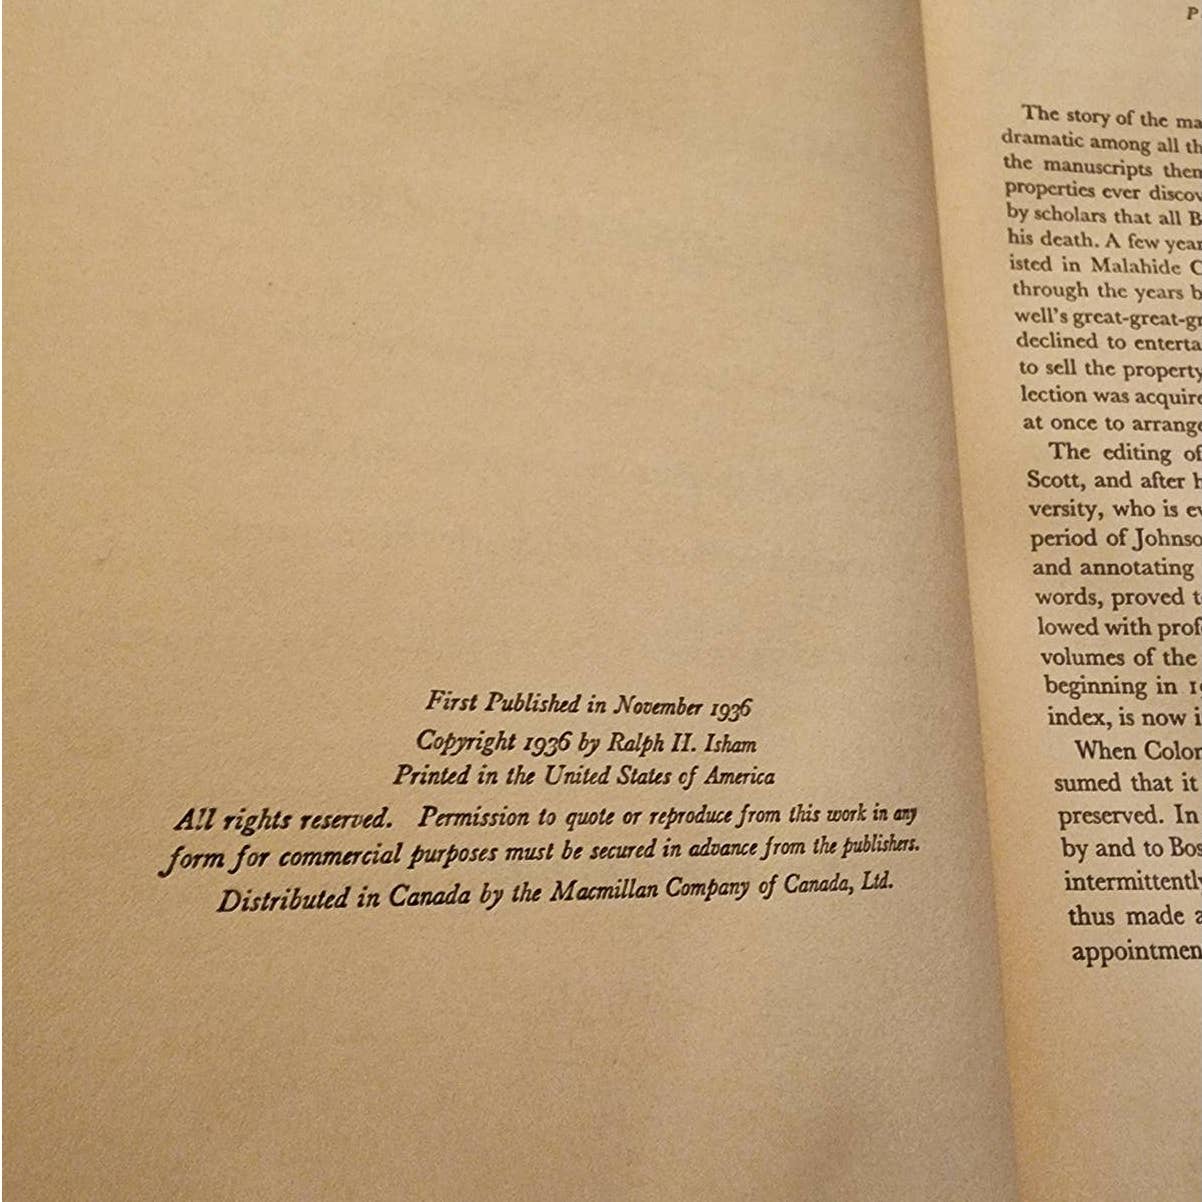 First Published in November 1936
Copyright 1936 by Ralph H. Isham
Printed in the United States of America
All rights reserved. Permission to quote or reproduce from this work in any
form for commercial purposes must be secured in advance from the publishers.
Distributed in Canada by the Macmillan Company of Canada, Ltd.
P
The story of the ma
dramatic among all th
the manuscripts them
properties ever discov
by scholars that all B
his death. A few year
isted in Malahide C
through the years b
well's great-great-gr
declined to enterta
to sell the property
lection was acquire
at once to arrange
The editing of
Scott, and after h
versity, who is ev
period of Johnso
and annotating
words, proved t
lowed with prof
volumes of the
beginning in 19
index, is now i
When Color
sumed that it
preserved. In
by and to Bos
intermittently
thus made a
appointmen